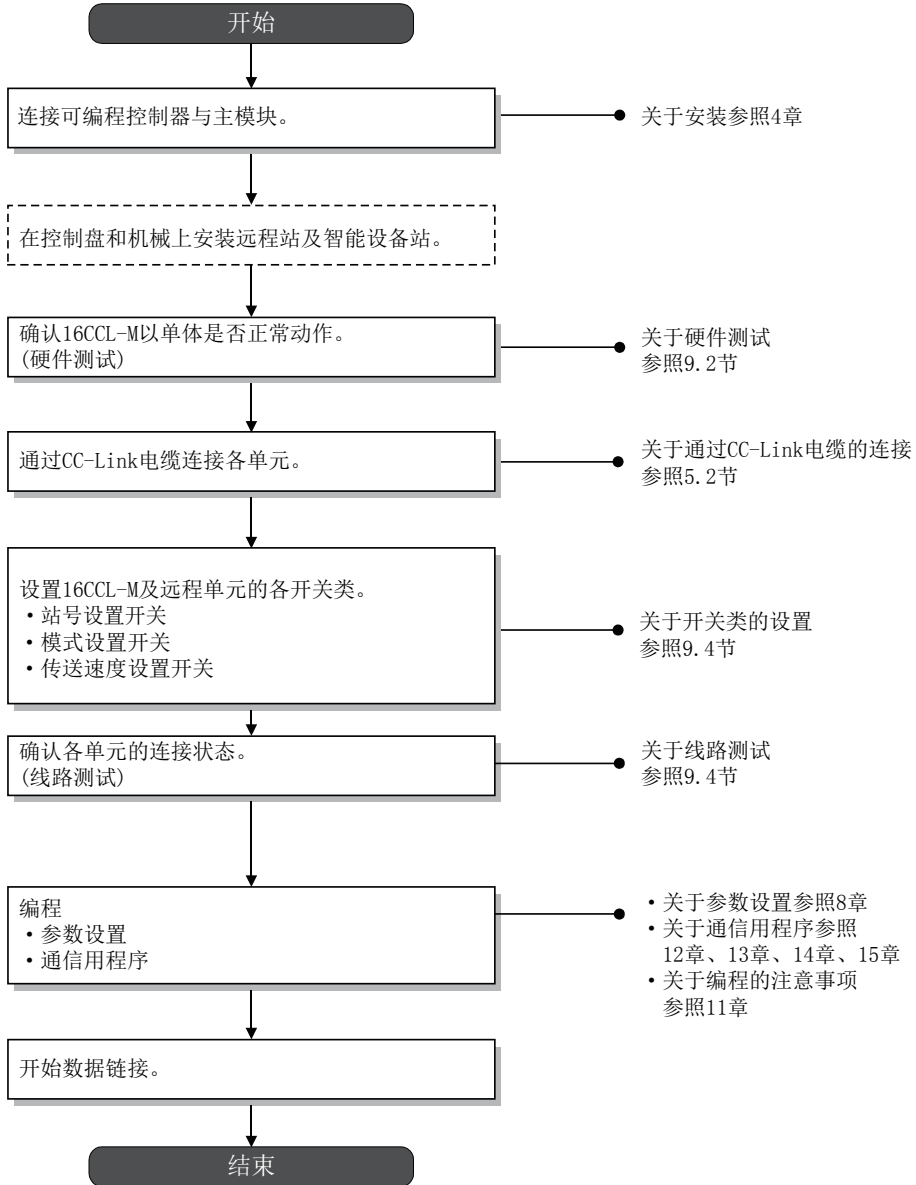 开始
连接可编程控制器与主模块。
关于安装参照4章
在控制盘和机械上安装远程站及智能设备站。
确认16CCL-M以单体是否正常动作。
(硬件测试)
关于硬件测试
参照9.2节
通过CC-Link电缆连接各单元。
关于通过CC-Link电缆的连接
参照5.2节
设置16CCL-M及远程单元的各开关类。
・站号设置开关
・模式设置开关
・传送速度设置开关
关于开关类的设置
参照9.4节
确认各单元的连接状态。
(线路测试)
关于线路测试
参照9.4节
编程
・参数设置
・通信用程序
・关于参数设置参照8章
・关于通信用程序参照
12章、13章、14章、15章
・关于编程的注意事项
参照11章
开始数据链接。
结束